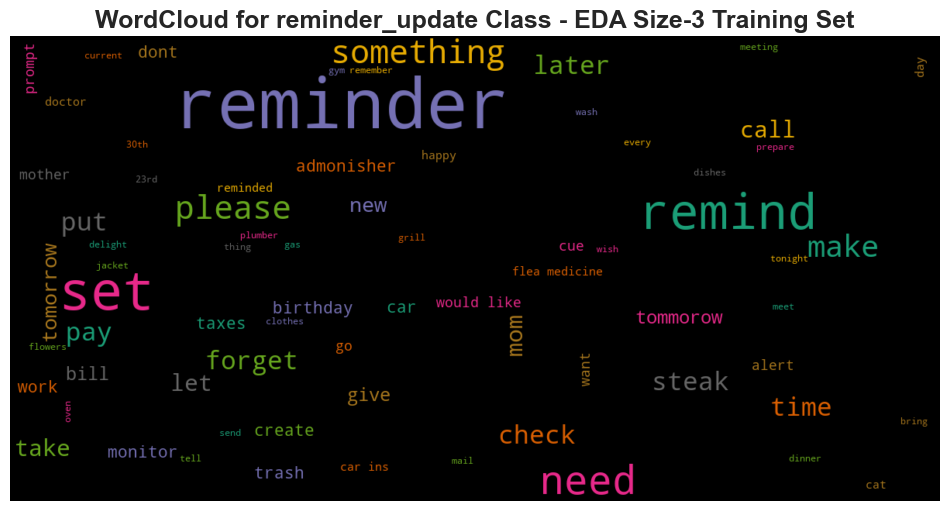 WordCloud for reminder_update Class - EDA Size-3 Training Set
prompt
current
dont
something
gym
remember
later
meeting
day
doctor
reminder
wash
call
30th
every
prepare
mother
23rd
reminded
admonisher
happy
dishes
put
please
new
remind
tomorrow
delight
plumber
thing
gas
grill
cue
wish
make
jacket
flea medicine
tonight
set
birthday
car
would like
meet
pay
taxes
clothes
mom
tommorow
flowers
forget
go
want
work
bill
let
give
steak
alert
time
oven
take
monitor
tell
send
create
check
bring
trash
car ins
mail
need
dinner
cat